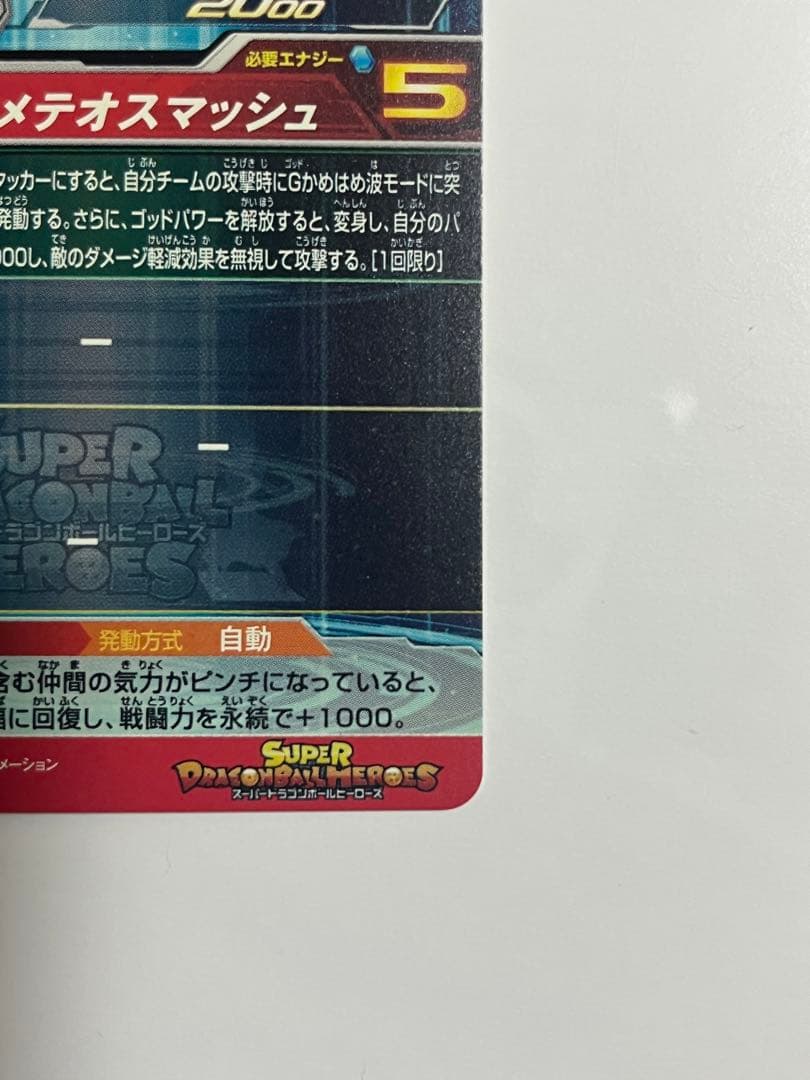 2000
必要エナジー 5
メテオスマッシュ
タッカーにすると、自分チームの攻撃時にGかめはめ波モードに突
発動する。さらに、ゴッドパワーを解放すると、変身し、自分のパ
000し、敵のダメージ軽減効果を無視して攻撃する。[1回限り]
ー
ー
SUPER
DRAGONBALL
ドラゴンボールヒーローズ
HEROES
ー
発動方式 自動
含む仲間の気力がピンチになっていると、
幅に回復し、戦闘力を永続で+1000。
メーション
SUPER
DRAGONBALL HEROES
スーパードラゴンボールヒーローズ